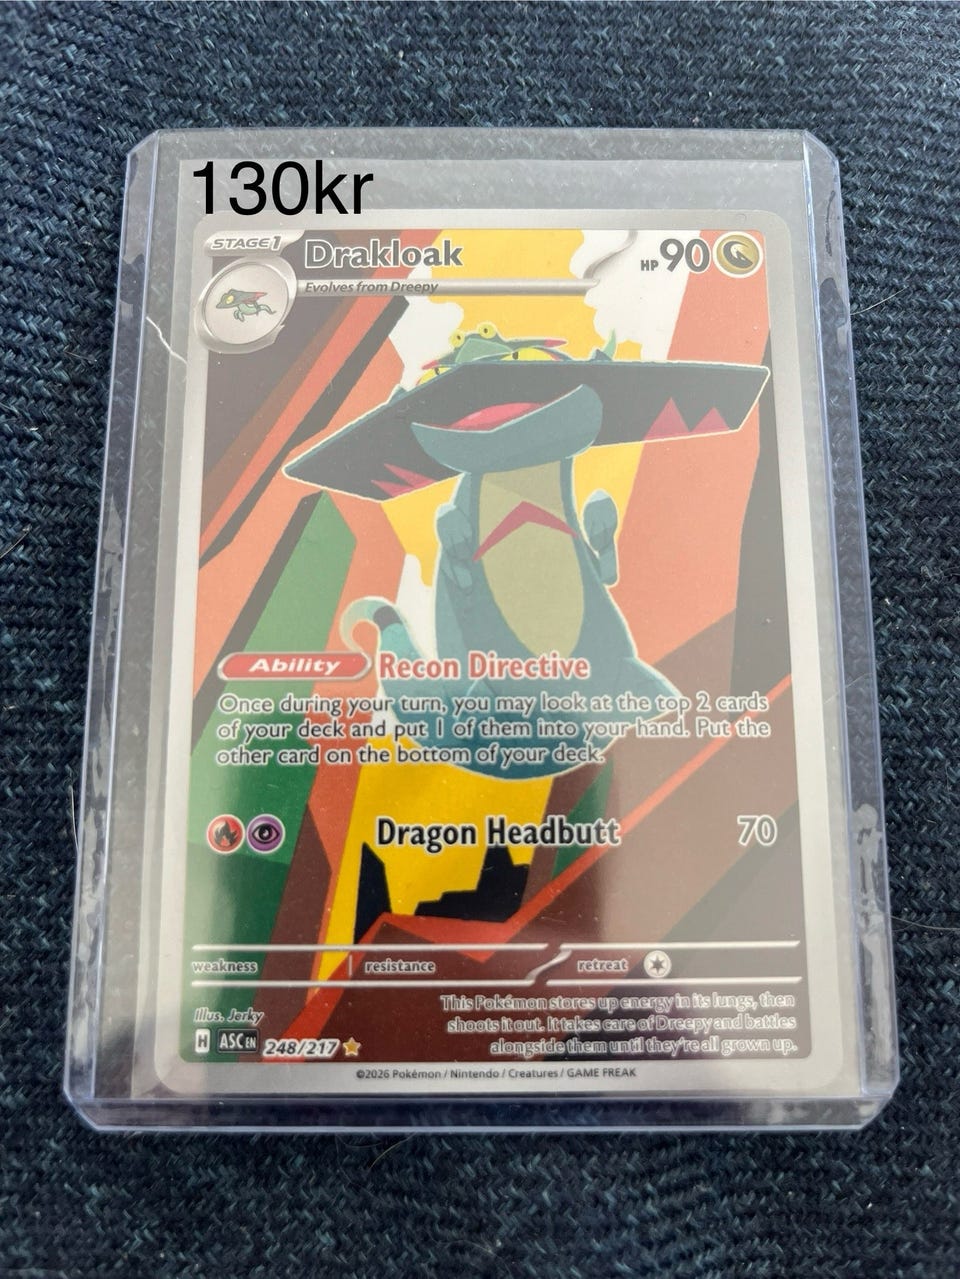 130kr
STAGE1 Drakloak HP 90
Evolves from Dreepy
Ability Recon Directive
Once during your turn, you may look at the top 2 cards
of your deck and put 1 of them into your hand. Put the
other card on the bottom of your deck.
Dragon Headbutt 70
weakness resistance retreat
Illus. Jerky
This Pokémon stores up energy in its lungs, then
shoots it out. It takes care of Dreepy and battles
alongside them until they're all grown up.
H ASC EN 248/217
©2026 Pokémon / Nintendo / Creatures / GAME FREAK